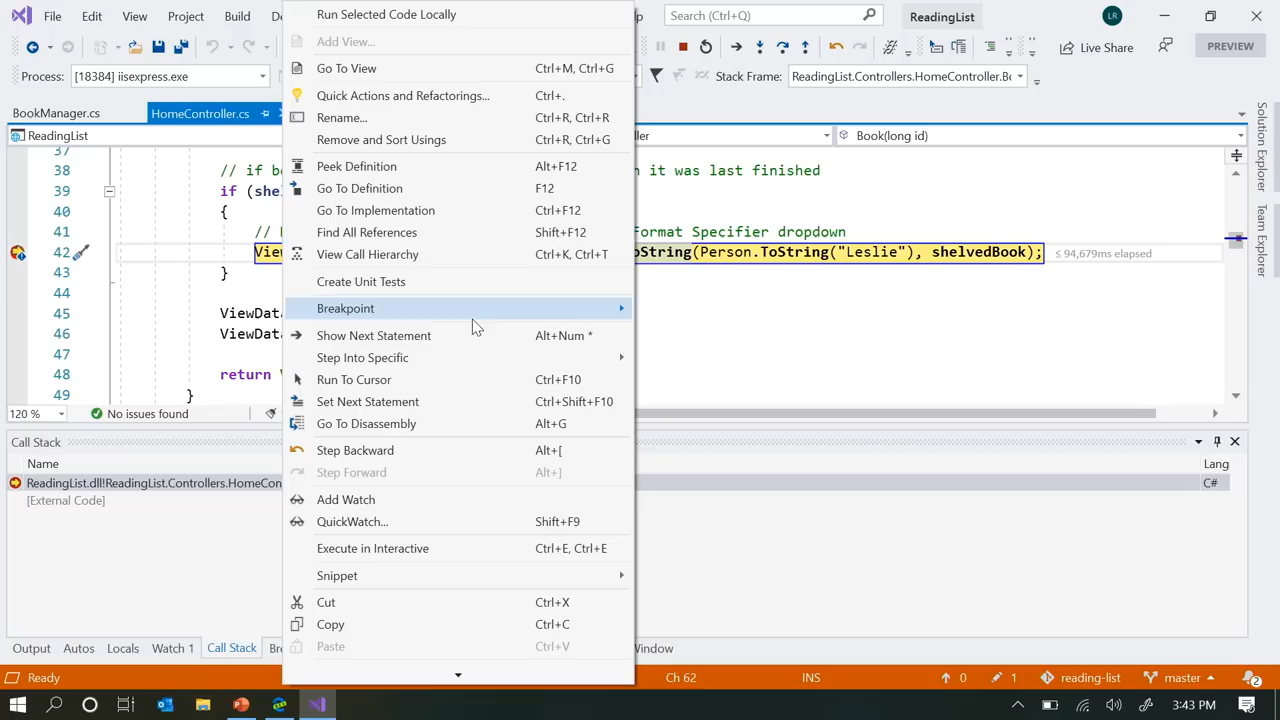 File Edit View Project Build
Search (Ctrl+Q)
ReadingList
LR
Live Share
PREVIEW
Process: [18384] iisexpress.exe
Stack Frame: ReadingList.Controllers.HomeController.B
BookManager.cs HomeController.cs
ReadingList
Book(long id)
37
38 // if b
it was last finished
39 if (she
40 {
41 //
ormat Specifier dropdown
42 View
oString(Person.ToString("Leslie"), shelvedBook);
≤ 94,679ms elapsed
43 }
44
45 ViewData
46 ViewData
47
48 return
49 }
120 % No issues found
Solution Explorer
Team Explorer
Run Selected Code Locally
Add View...
Go To View Ctrl+M, Ctrl+G
Quick Actions and Refactorings... Ctrl+.
Rename... Ctrl+R, Ctrl+R
Remove and Sort Usings Ctrl+R, Ctrl+G
Peek Definition Alt+F12
Go To Definition F12
Go To Implementation Ctrl+F12
Find All References Shift+F12
View Call Hierarchy Ctrl+K, Ctrl+T
Create Unit Tests
Breakpoint
Show Next Statement Alt+Num *
Step Into Specific
Run To Cursor Ctrl+F10
Set Next Statement Ctrl+Shift+F10
Go To Disassembly Alt+G
Step Backward Alt+[
Step Forward Alt+]
Add Watch
QuickWatch... Shift+F9
Execute in Interactive Ctrl+E, Ctrl+E
Snippet
Cut Ctrl+X
Copy Ctrl+C
Paste Ctrl+V
Call Stack
Name Lang
ReadingList.dll!ReadingList.Controllers.HomeCon C#
[External Code]
Output Autos Locals Watch 1 Call Stack Bre
Window
Ready
Ch 62 INS 0 1 reading-list master 2
3:43 PM